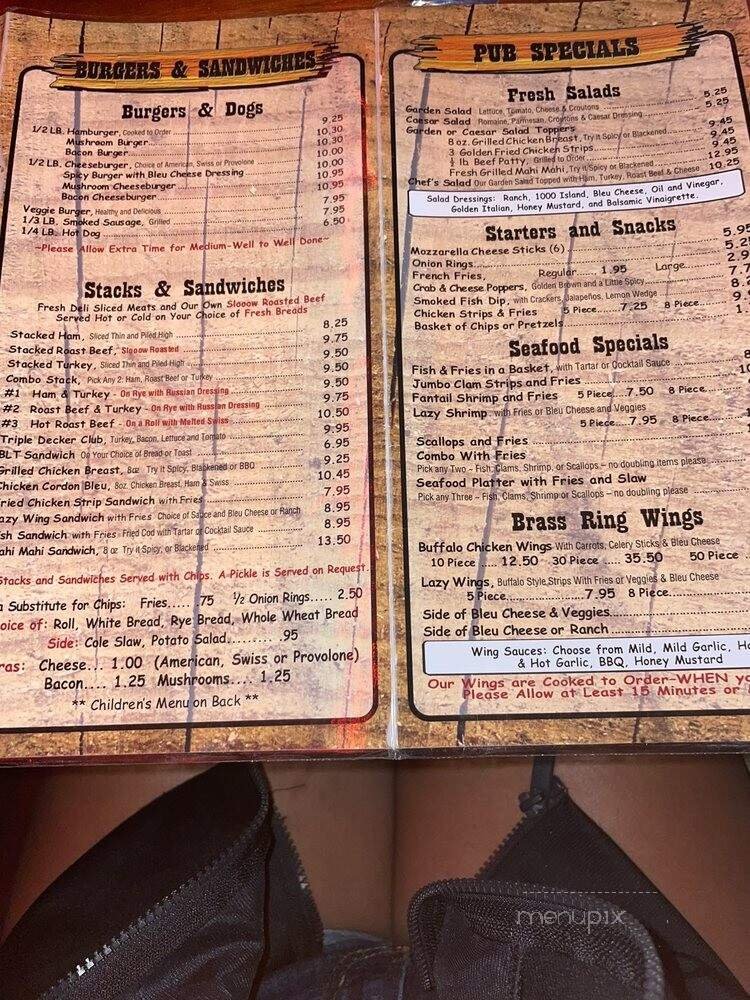 BURGERS & SANDWICHES
Burgers & Dogs
1/2 LB. Hamburger, Cooked to Order 9.25
Mushroom Burger 10.30
Bacon Burger 10.30
1/2 LB. Cheeseburger, Choice of American, Swiss or Provolone 10.00
Spicy Burger with Bleu Cheese Dressing 10.00
Mushroom Cheeseburger 10.95
Bacon Cheeseburger 10.95
Veggie Burger, Healthy and Delicious 7.95
1/3 LB. Smoked Sausage, Grilled 7.95
1/4 LB. Hot Dog 6.50
~Please Allow Extra Time for Medium-Well to Well Done~
Stacks & Sandwiches
Fresh Deli Sliced Meats and Our Own Slooow Roasted Beef
Served Hot or Cold on Your Choice of Fresh Breads
Stacked Ham, Sliced Thin and Piled High 8.25
Stacked Roast Beef, Slooow Roasted 9.75
Stacked Turkey, Sliced Thin and Piled High 9.50
Combo Stack, Pick Any 2: Ham, Roast Beef or Turkey 9.50
#1 Ham & Turkey - On Rye with Russian Dressing 9.50
#2 Roast Beef & Turkey - On Rye with Russian Dressing 9.75
#3 Hot Roast Beef - On a Roll with Melted Swiss 10.50
Triple Decker Club, Turkey, Bacon, Lettuce and Tomato 9.95
BLT Sandwich On Your Choice of Bread or Toast 6.95
Grilled Chicken Breast, 8oz Try it Spicy, Blackened or BBQ 9.25
Chicken Cordon Bleu, 8oz. Chicken Breast, Ham & Swiss 10.45
ried Chicken Strip Sandwich with Fries 7.95
azy Wing Sandwich with Fries Choice of Sauce and Bleu Cheese or Ranch 8.95
ish Sandwich with Fries Fried Cod with Tartar or Cocktail Sauce 8.95
ahi Mahi Sandwich, 8 oz Try it Spicy, or Blackened 13.50
Stacks and Sandwiches Served with Chips. A Pickle is Served on Request.
Substitute for Chips: Fries..... .75 ½ Onion Rings..... 2.50
oice of: Roll, White Bread, Rye Bread, Whole Wheat Bread
Side: Cole Slaw, Potato Salad......... .95
ras: Cheese... 1.00 (American, Swiss or Provolone)
Bacon.... 1.25 Mushrooms.... 1.25
** Children's Menu on Back **
PUB SPECIALS
Fresh Salads
Garden Salad Lettuce, Tomato, Cheese & Croutons 5.25
Caesar Salad Romaine, Parmesan, Croutons & Caesar Dressing 5.25
Garden or Caesar Salad Toppers
8 oz. Grilled Chicken Breast, Try it Spicy or Blackened 9.45
3 Golden Fried Chicken Strips 9.45
½ lb Beef Patty, Grilled to Order 9.45
Fresh Grilled Mahi Mahi, Try it Spicy or Blackened 12.95
Chef's Salad Our Garden Salad Topped with Ham, Turkey, Roast Beef & Cheese 10.25
Salad Dressings: Ranch, 1000 Island, Bleu Cheese, Oil and Vinegar,
Golden Italian, Honey Mustard, and Balsamic Vinaigrette.
Starters and Snacks
Mozzarella Cheese Sticks (6) 5.95
Onion Rings 5.2
French Fries, Regular...... 1.95 Large 2.9
Crab & Cheese Poppers, Golden Brown and a Little Spicy 7.
Smoked Fish Dip, with Crackers, Jalapeños, Lemon Wedge 8.
Chicken Strips & Fries 5 Piece......7.25 8 Piece 9.
Basket of Chips or Pretzels 1.
Seafood Specials
Fish & Fries in a Basket, with Tartar or Cocktail Sauce 8
Jumbo Clam Strips and Fries 10
Fantail Shrimp and Fries 5 Piece....7.50 8 Piece
Lazy Shrimp with Fries or Bleu Cheese and Veggies
5 Piece....7.95 8 Piece
Scallops and Fries
Combo With Fries
Pick any Two - Fish, Clams, Shrimp, or Scallops - no doubling items please
Seafood Platter with Fries and Slaw
Pick any Three - Fish, Clams, Shrimp or Scallops - no doubling please
Brass Ring Wings
Buffalo Chicken Wings With Carrots, Celery Sticks & Bleu Cheese
10 Piece .... 12.50 30 Piece ..... 35.50 50 Piece
Lazy Wings, Buffalo Style Strips With Fries or Veggies & Bleu Cheese
5 Piece............7.95 8 Piece
Side of Bleu Cheese & Veggies
Side of Bleu Cheese or Ranch
Wing Sauces: Choose from Mild, Mild Garlic, Ho
& Hot Garlic, BBQ, Honey Mustard
Our Wings are Cooked to Order-WHEN yo
Please Allow at Least 15 Minutes or
menupix